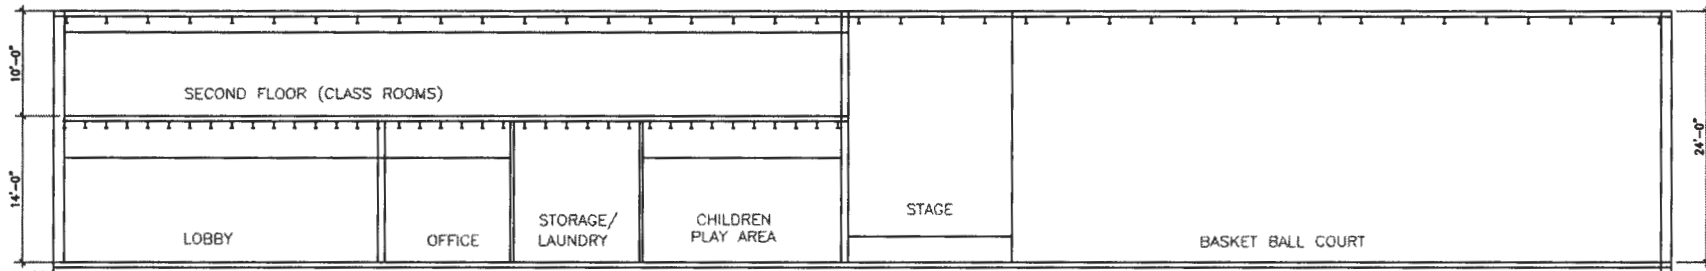 10'-0"
SECOND FLOOR (CLASS ROOMS)
14'-0"
24'-0"
LOBBY
OFFICE
STORAGE/
LAUNDRY
CHILDREN
PLAY AREA
STAGE
BASKET BALL COURT